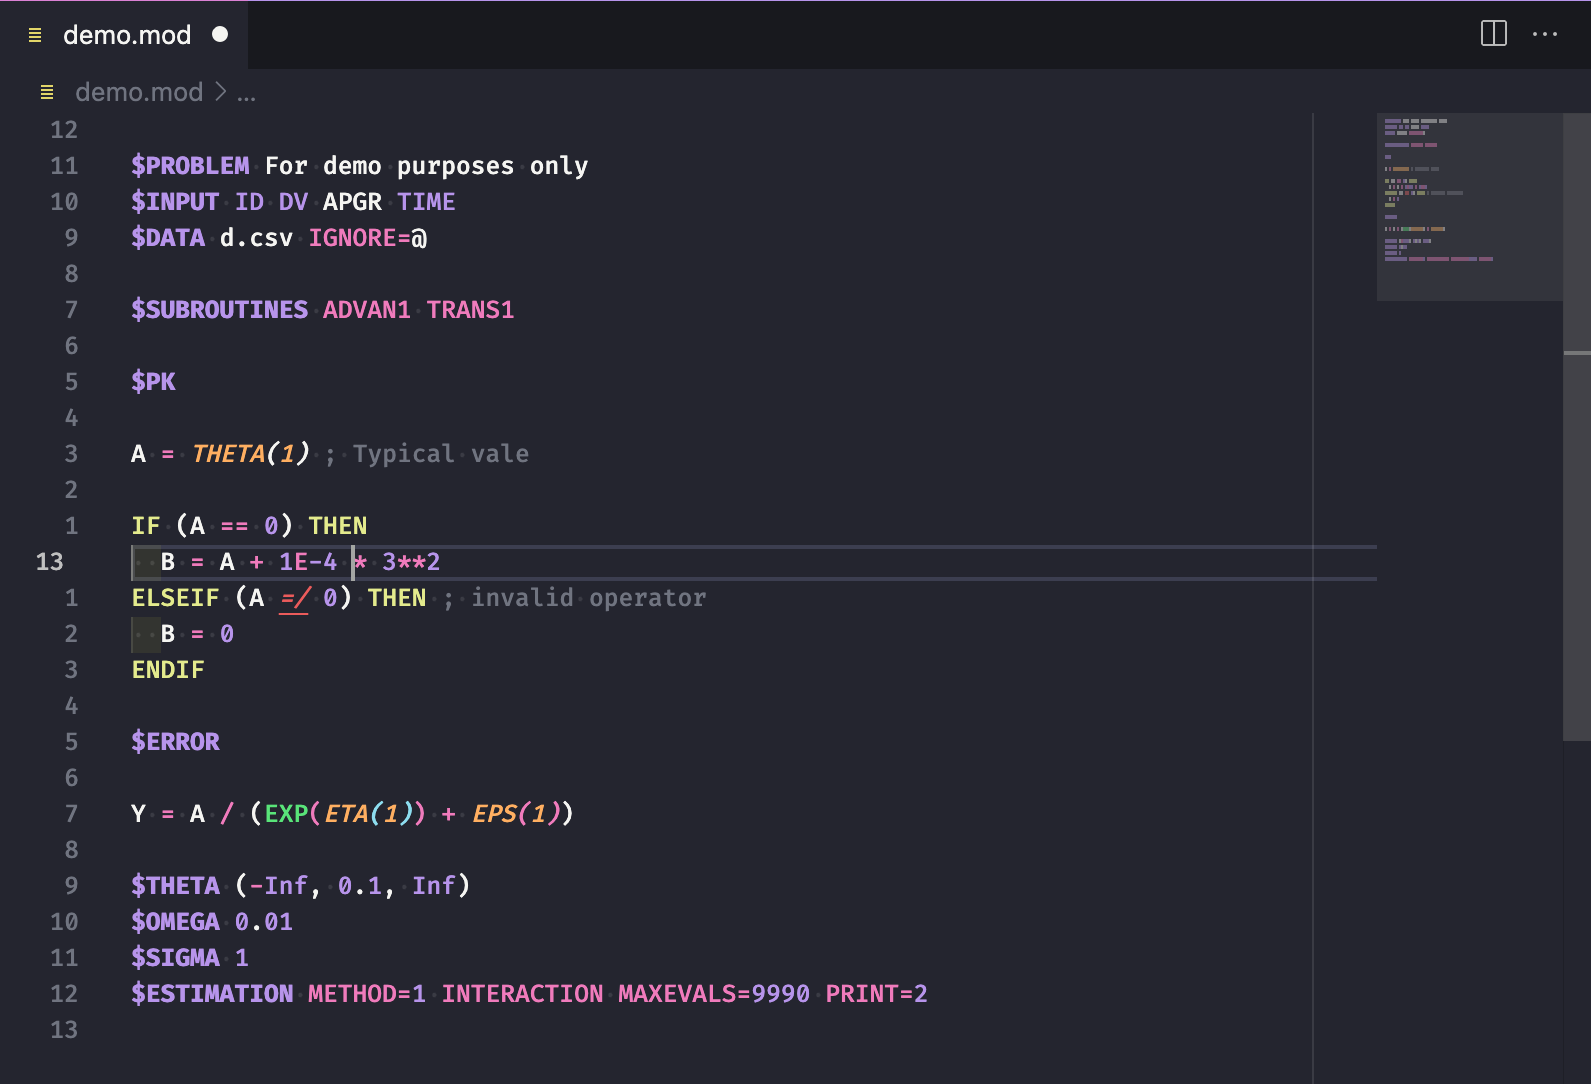 demo.mod
demo.mod > ...
12
11 $PROBLEM For demo purposes only
10 $INPUT ID DV APGR TIME
9 $DATA d.csv IGNORE=@
8
7 $SUBROUTINES ADVAN1 TRANS1
6
5 $PK
4
3 A = THETA(1) ; Typical vale
2
1 IF (A == 0) THEN
13   B = A + 1E-4 * 3**2
1 ELSEIF (A =/ 0) THEN ; invalid operator
2   B = 0
3 ENDIF
4
5 $ERROR
6
7 Y = A / (EXP(ETA(1)) + EPS(1))
8
9 $THETA (-Inf, 0.1, Inf)
10 $OMEGA 0.01
11 $SIGMA 1
12 $ESTIMATION METHOD=1 INTERACTION MAXEVALS=9990 PRINT=2
13